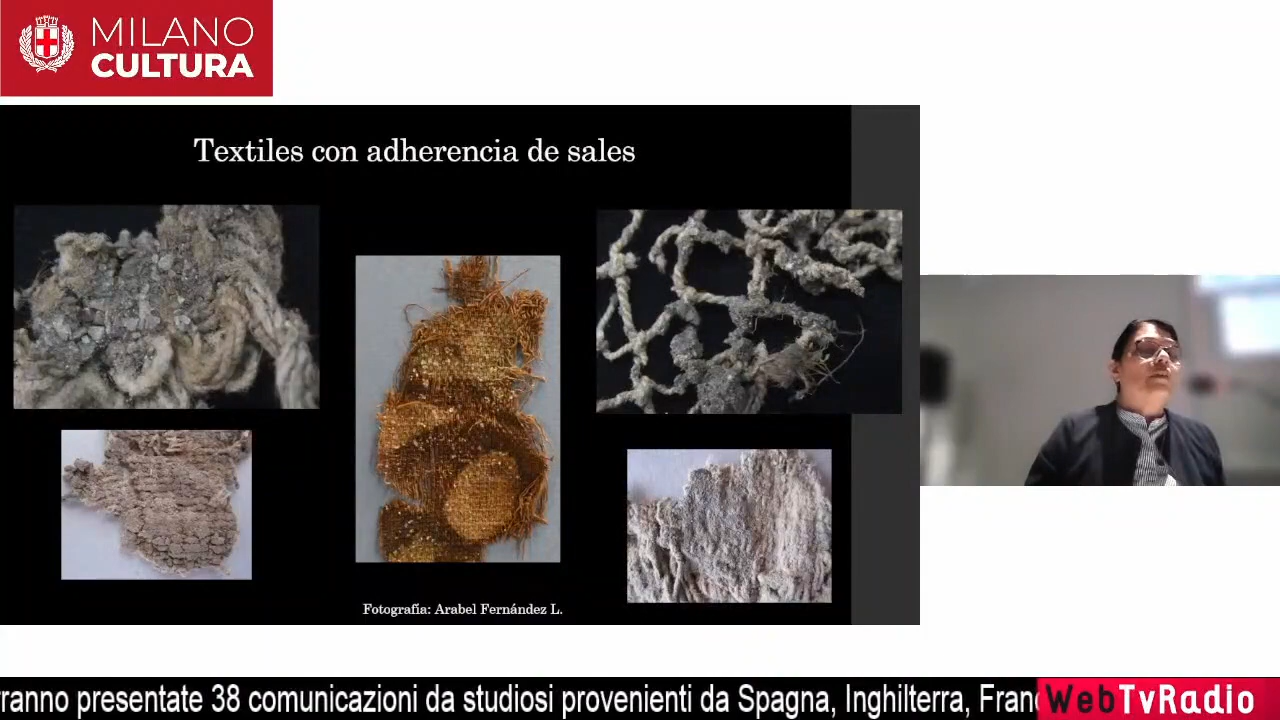 MILANO
CULTURA
Textiles con adherencia de sales
Fotografía: Arabel Fernández L.
presentate 38 comunicazioni da studiosi provenienti da Spagna, Inghilterra,
WebTvRadio